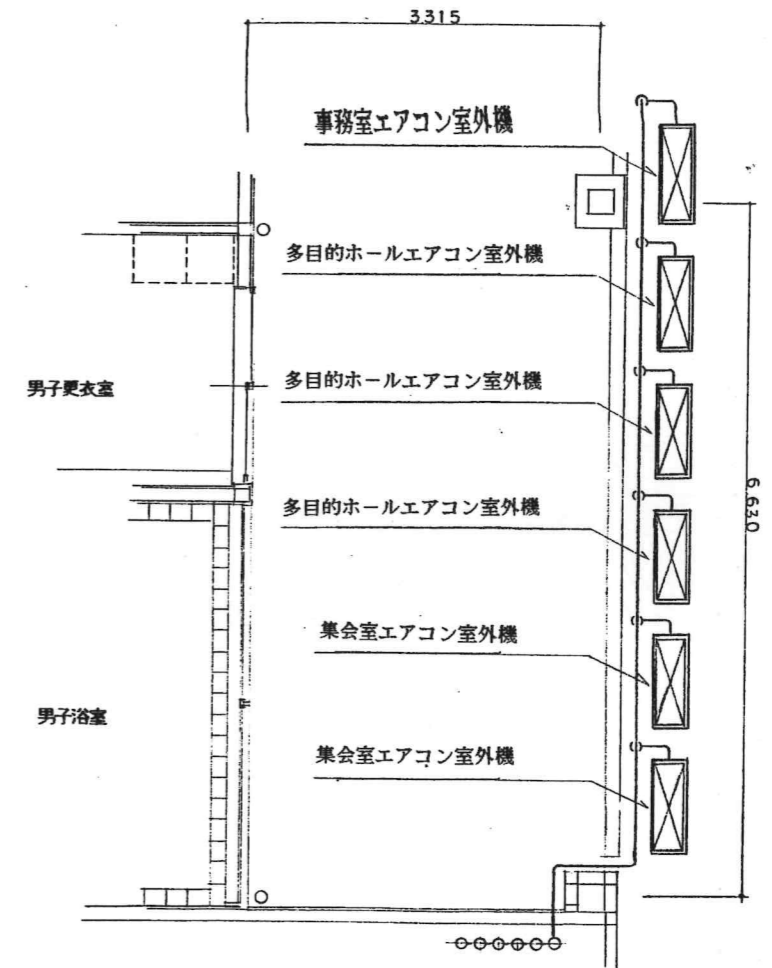 3315
事務室エアコン室外機
多目的ホールエアコン室外機
男子更衣室
多目的ホールエアコン室外機
多目的ホールエアコン室外機
6,630
集会室エアコン室外機
男子浴室
集会室エアコン室外機